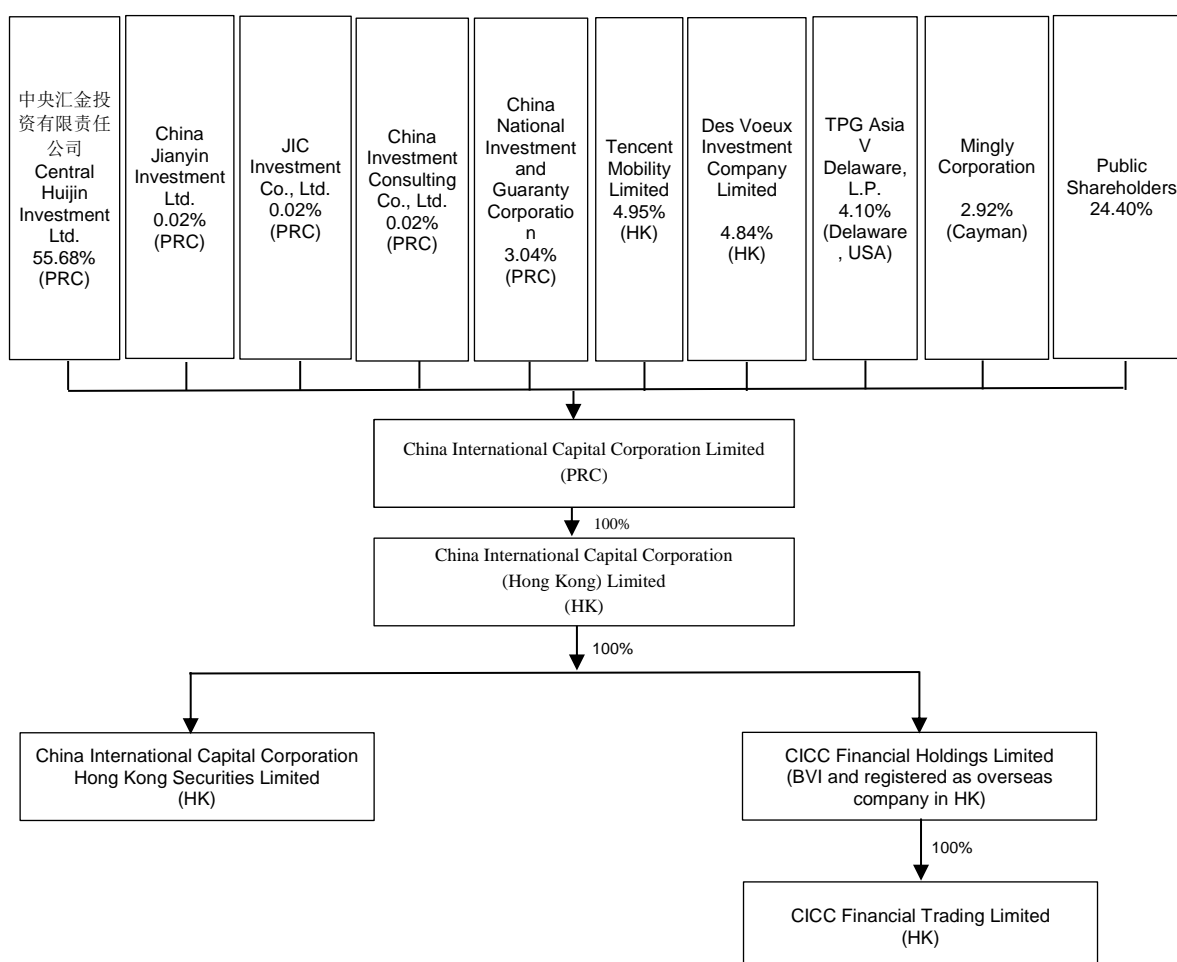 中央汇金投
资有限责任
公司
Central
Huijin
Investment
Ltd.
55.68%
(PRC)
China
Jianyin
Investment
Ltd.
0.02%
(PRC)
JIC
Investment
Co., Ltd.
0.02%
(PRC)
China
Investment
Consulting
Co., Ltd.
0.02%
(PRC)
China
National
Investment
and
Guaranty
Corporatio
n
3.04%
(PRC)
Tencent
Mobility
Limited
4.95%
(HK)
Des Voeux
Investment
Company
Limited
4.84%
(HK)
TPG Asia
V
Delaware,
L.P.
4.10%
(Delaware
, USA)
Mingly
Corporation
2.92%
(Cayman)
Public
Shareholders
24.40%
China International Capital Corporation Limited
(PRC)
100%
China International Capital Corporation
(Hong Kong) Limited
(HK)
100%
China International Capital Corporation
Hong Kong Securities Limited
(HK)
CICC Financial Holdings Limited
(BVI and registered as overseas
company in HK)
100%
CICC Financial Trading Limited
(HK)